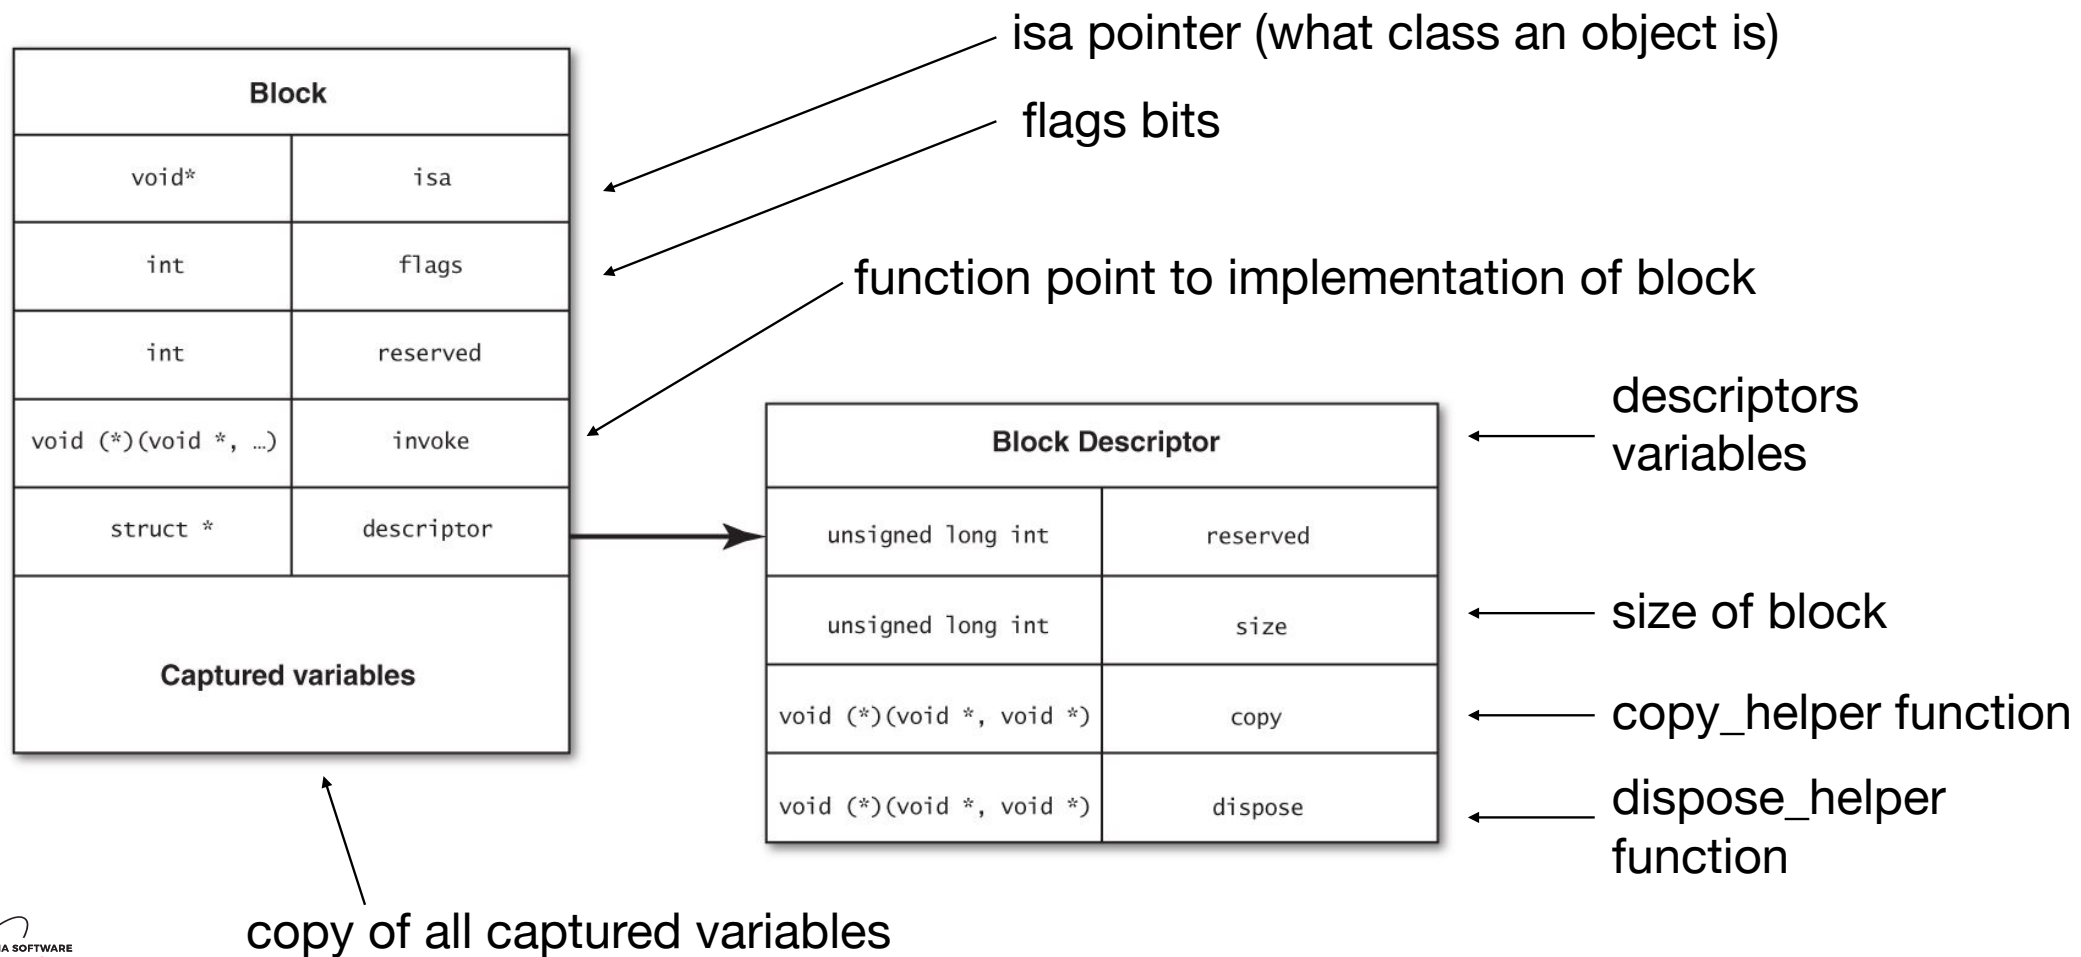 isa pointer (what class an object is)
Block
flags bits
void* isa
int flags
function point to implementation of block
int reserved
descriptors
variables
void (*)(void *, …) invoke
Block Descriptor
struct * descriptor
unsigned long int reserved
size of block
unsigned long int size
Captured variables
copy_helper function
void (*)(void *, void *) copy
dispose_helper
function
void (*)(void *, void *) dispose
copy of all captured variables
SOFTWARE